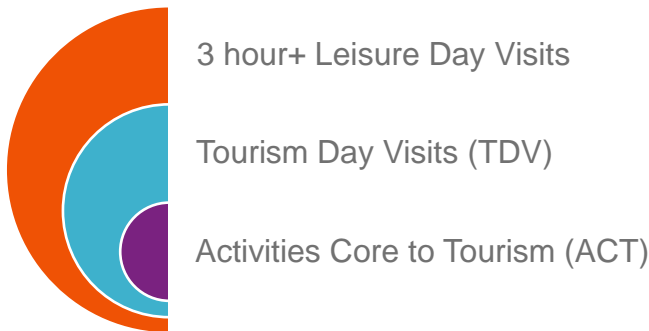 3 hour+ Leisure Day Visits
Tourism Day Visits (TDV)
Activities Core to Tourism (ACT)